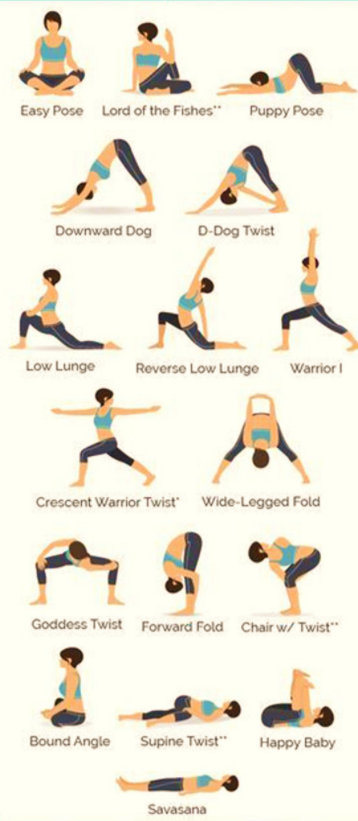 Easy Pose Lord of the Fishes** Puppy Pose
Downward Dog D-Dog Twist
Low Lunge Reverse Low Lunge Warrior I
Crescent Warrior Twist* Wide-Legged Fold
Goddess Twist Forward Fold Chair w/ Twist**
Bound Angle Supine Twist** Happy Baby
Savasana